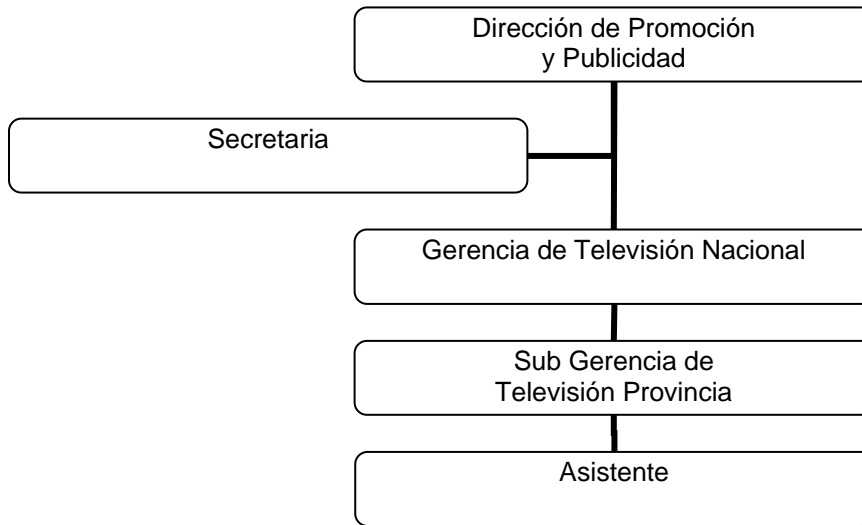 Dirección de Promoción
y Publicidad
Secretaria
Gerencia de Televisión Nacional
Sub Gerencia de
Televisión Provincia
Asistente